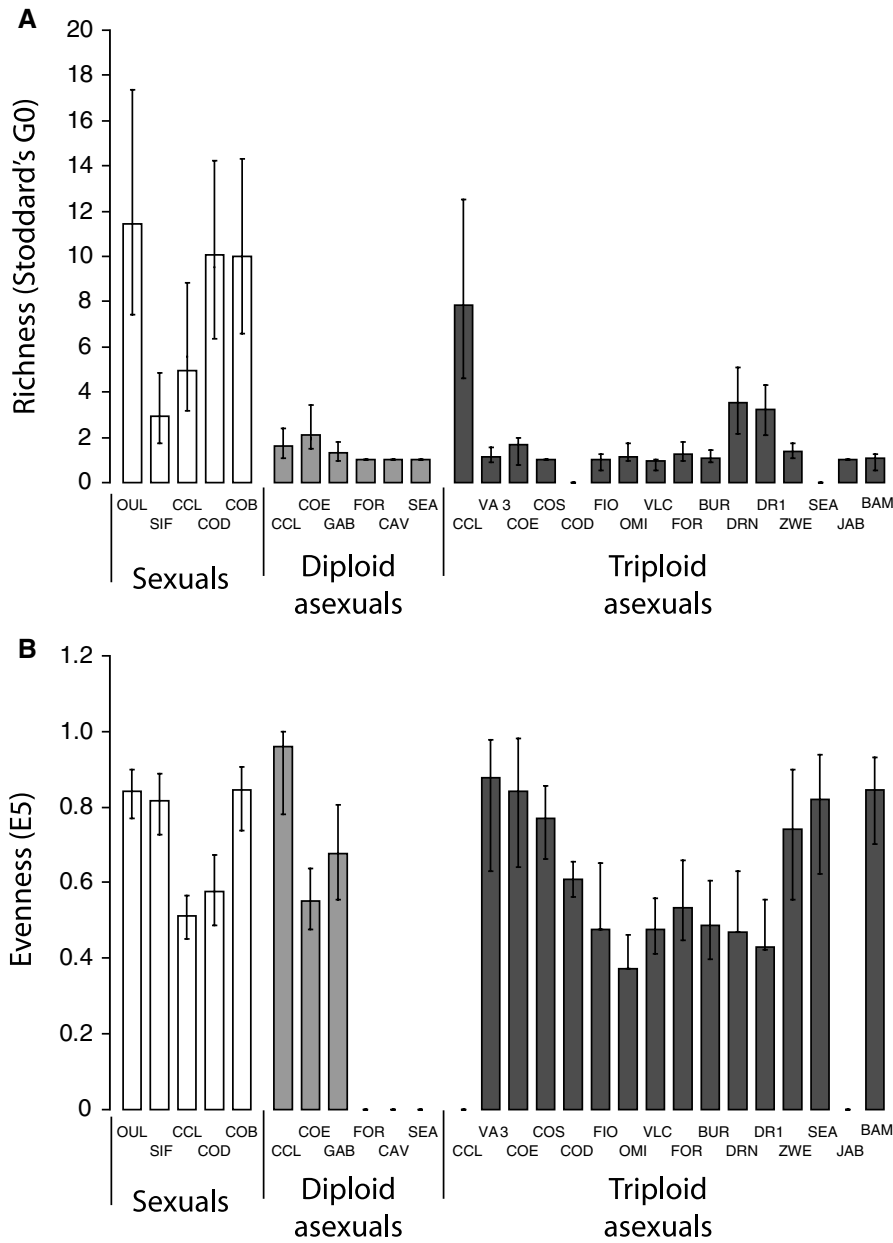 A
Richness (Stoddard's G0)
20
18
16
14
12
10
8
6
4
2
0
OUL CCL COB COE FOR SEA VA 3 COS FIO VLC BUR DR1 SEA BAM
SIF COD CCL GAB CAV CCL COE COD OMI FOR DRN ZWE JAB
Sexuals
Diploid
asexuals
Triploid
asexuals
B
Evenness (E5)
1.2
1.0
0.8
0.6
0.4
0.2
0
OUL CCL COB COE FOR SEA VA3 COS FIO VLC BUR DR1 SEA BAM
SIF COD CCL GAB CAV CCL COE COD OMI FOR DRN ZWE JAB
Sexuals
Diploid
asexuals
Triploid
asexuals